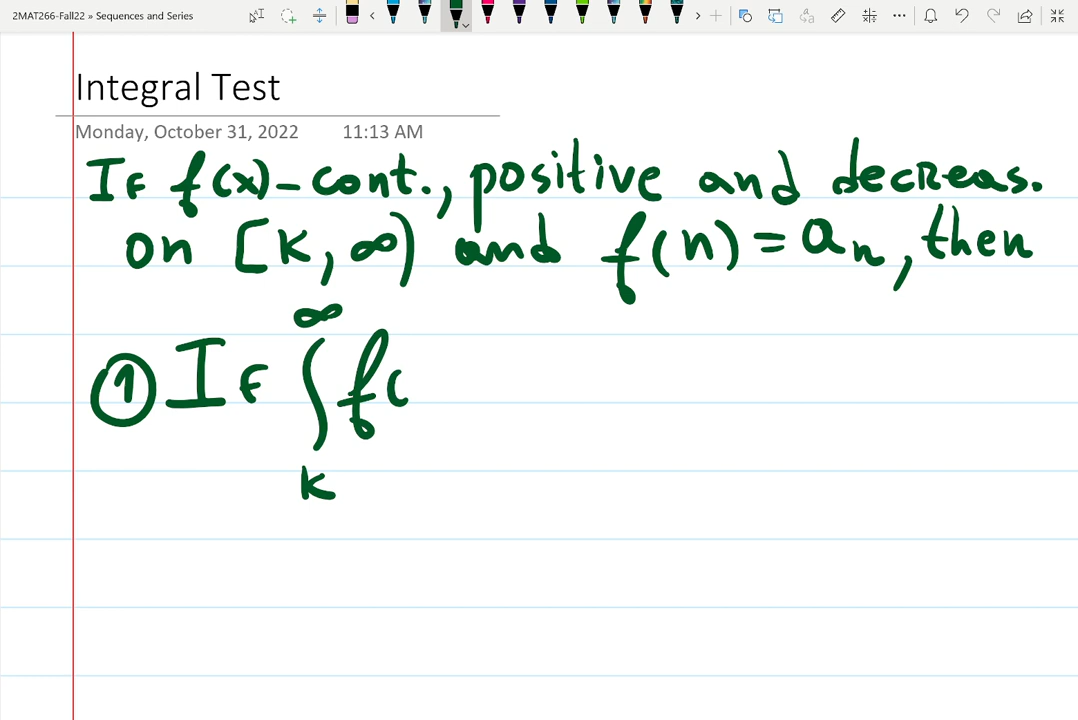 2MAT266-Fall22 » Sequences and Series
Integral Test
Monday, October 31, 2022 11:13 AM
If f(x)-cont., positive and decreas.
on [k, ∞) and f(n) = aₙ, then
∞
① If ∫ f(
k